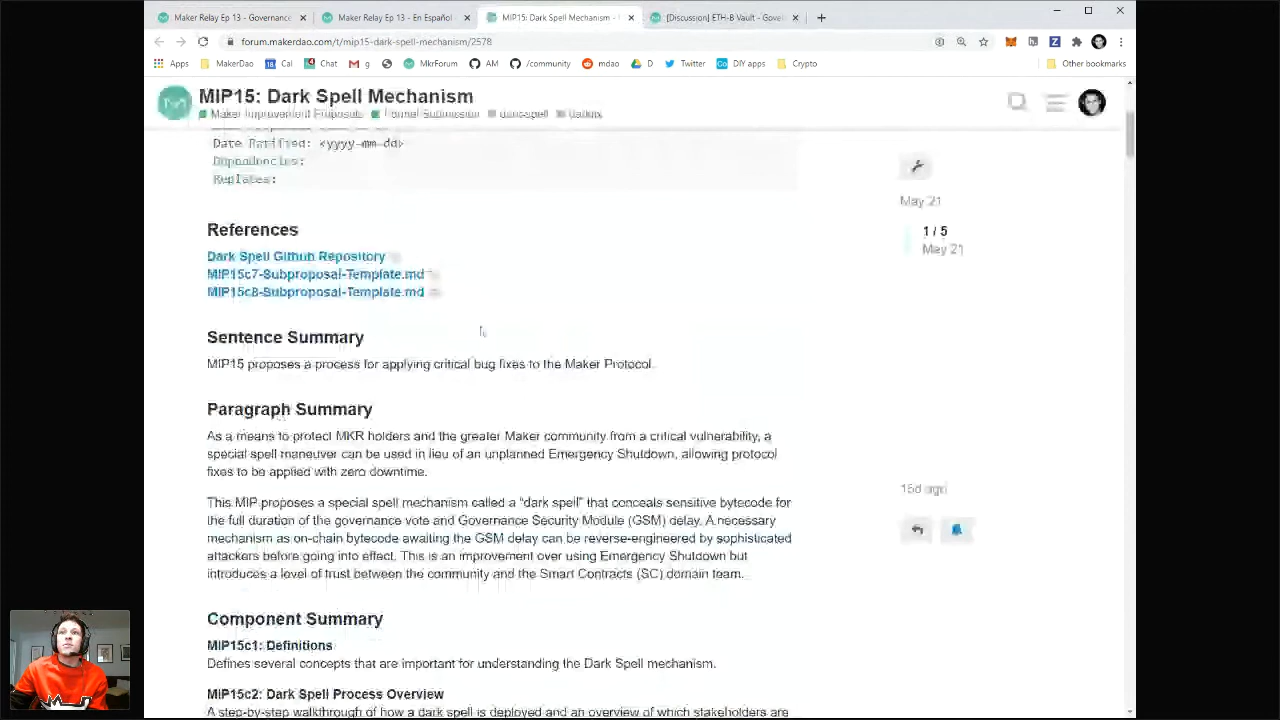 Maker Relay Ep 13 - Governance
Maker Relay Ep 13 - En Español
MIP15: Dark Spell Mechanism -
[Discussion] ETH-B Vault - Gove
forum.makerdao.com/t/mip15-dark-spell-mechanism/2578
Apps MakerDao Cal Chat g MkrForum AM /community mdao D Twitter DIY apps Crypto Other bookmarks
MIP15: Dark Spell Mechanism
Maker Improvement Proposals Formal Submission dark-spell
Date Ratified: <yyyy-mm-dd>
Dependencies:
Replaces:
References
Dark Spell Github Repository
MIP15c7-Subproposal-Template.md
MIP15c8-Subproposal-Template.md
Sentence Summary
MIP15 proposes a process for applying critical bug fixes to the Maker Protocol.
Paragraph Summary
As a means to protect MKR holders and the greater Maker community from a critical vulnerability, a
special spell maneuver can be used in lieu of an unplanned Emergency Shutdown, allowing protocol
fixes to be applied with zero downtime.
This MIP proposes a special spell mechanism called a “dark spell” that conceals sensitive bytecode for
the full duration of the governance vote and Governance Security Module (GSM) delay. A necessary
mechanism as on-chain bytecode awaiting the GSM delay can be reverse-engineered by sophisticated
attackers before going into effect. This is an improvement over using Emergency Shutdown but
introduces a level of trust between the community and the Smart Contracts (SC) domain team.
Component Summary
MIP15c1: Definitions
Defines several concepts that are important for understanding the Dark Spell mechanism.
MIP15c2: Dark Spell Process Overview
A step-by-step walkthrough of how a dark spell is deployed and an overview of which stakeholders are
May 21
1 / 5
May 21
ago